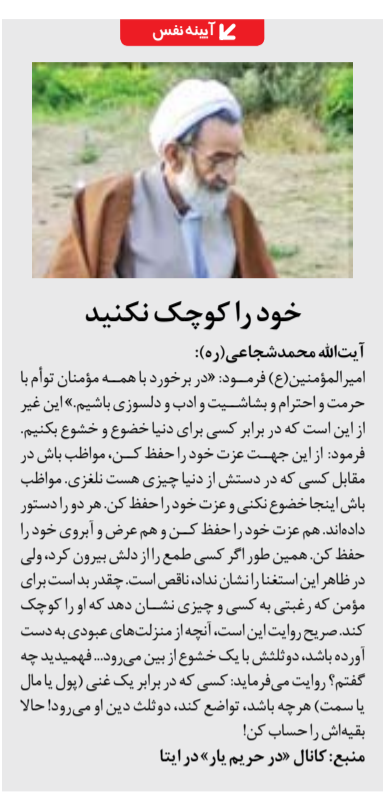 آیینه نفس
خود را کوچک نکنید
آیت‌الله محمدشجاعی(ره):
امیرالمؤمنین(ع) فرمـود: «در برخورد با همـه مؤمنان توأم با
حرمت و احترام و بشاشـیت و ادب و دلسوزی باشیم.» این غیر
از این است که در برابر کسی برای دنیا خضوع و خشوع بکنیم.
فرمود: از این جهـت عزت خود را حفظ کـن، مواظب باش در
مقابل کسی که در دستش از دنیا چیزی هست نلغزی. مواظب
باش اینجا خضوع نکنی و عزت خود را حفظ کن. هر دو را دستور
داده‌اند. هم عزت خود را حفظ کـن و هم عرض و آبروی خود را
حفظ کن. همین طور اگر کسی طمع را از دلش بیرون کرد، ولی
در ظاهر این استغنا را نشان نداد، ناقص است. چقدر بد است برای
مؤمن که رغبتی به کسی و چیزی نشـان دهد که او را کوچک
کند. صریح روایت این است، آنچه از منزلت‌های عبودی به دست
آورده باشد، دوثلثش با یک خشوع از بین می‌رود... فهمیدید چه
گفتم؟ روایت می‌فرماید: کسی که در برابر یک غنی (پول یا مال
یا سمت) هرچه باشد، تواضع کند، دوثلث دین او می‌رود! حالا
بقیه‌اش را حساب کن!
منبع: کانال «در حریم یار» در ایتا